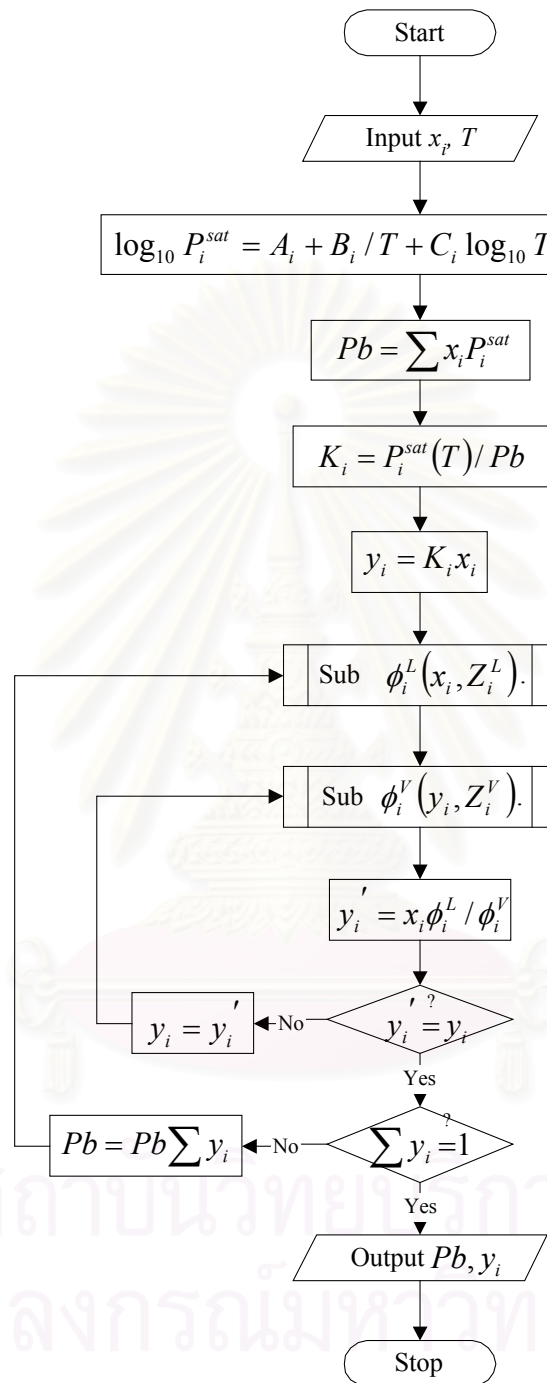 Start
Input x_i, T
log_10 P_i^sat = A_i + B_i / T + C_i log_10 T
Pb = ∑ x_i P_i^sat
K_i = P_i^sat (T) / Pb
y_i = K_i x_i
Sub ϕ_i^L (x_i, Z_i^L).
Sub ϕ_i^V (y_i, Z_i^V).
y_i' = x_i ϕ_i^L / ϕ_i^V
y_i = y_i'
No
y_i' =? y_i
Yes
Pb = Pb ∑ y_i
No
∑ y_i =? 1
Yes
Output Pb, y_i
Stop